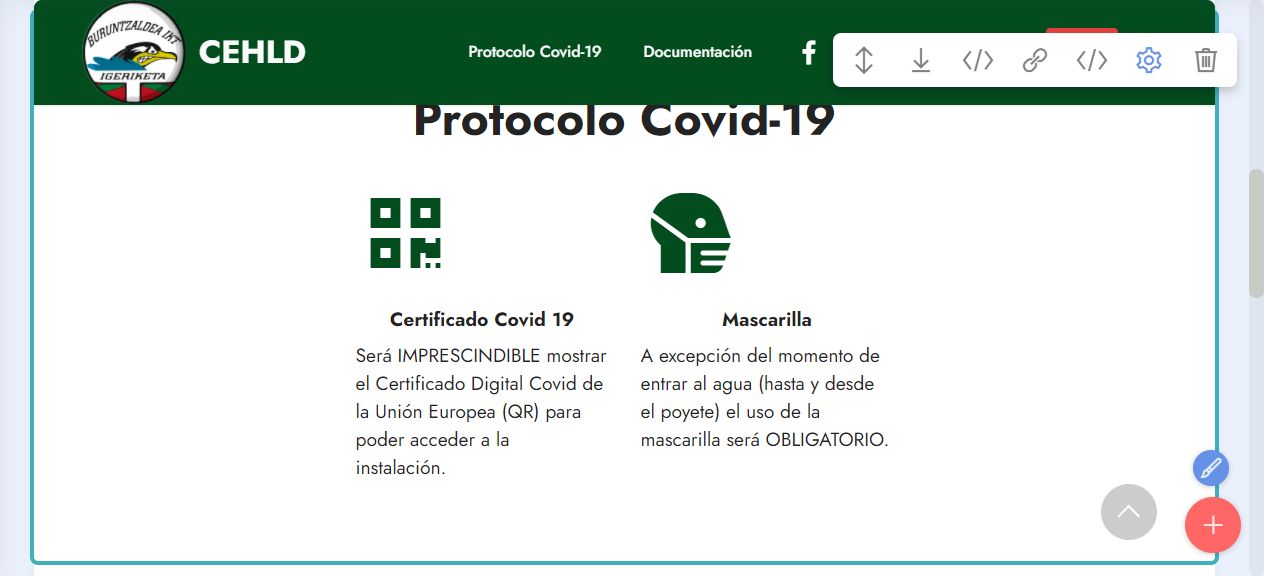 BURUNTZALDEA IKT
IGERIKETA
CEHLD
Protocolo Covid-19
Documentación
Protocolo Covid-19
Certificado Covid 19
Será IMPRESCINDIBLE mostrar
el Certificado Digital Covid de
la Unión Europea (QR) para
poder acceder a la
instalación.
Mascarilla
A excepción del momento de
entrar al agua (hasta y desde
el poyete) el uso de la
mascarilla será OBLIGATORIO.